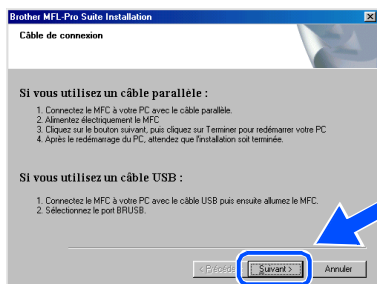 Brother MFL-Pro Suite Installation
Câble de connexion
Si vous utilisez un câble parallèle :
1. Connectez le MFC à votre PC avec le câble parallèle.
2. Alimentez électriquement le MFC
3. Cliquez sur le bouton suivant, puis cliquez sur Terminer pour redémarrer votre PC
4. Après le redémarrage du PC, attendez que l'installation soit terminée.
Si vous utilisez un câble USB :
1. Connectez le MFC à votre PC avec le câble USB puis ensuite allumez le MFC.
2. Sélectionnez le port BRUSB.
< Précéde Suivant > Annuler